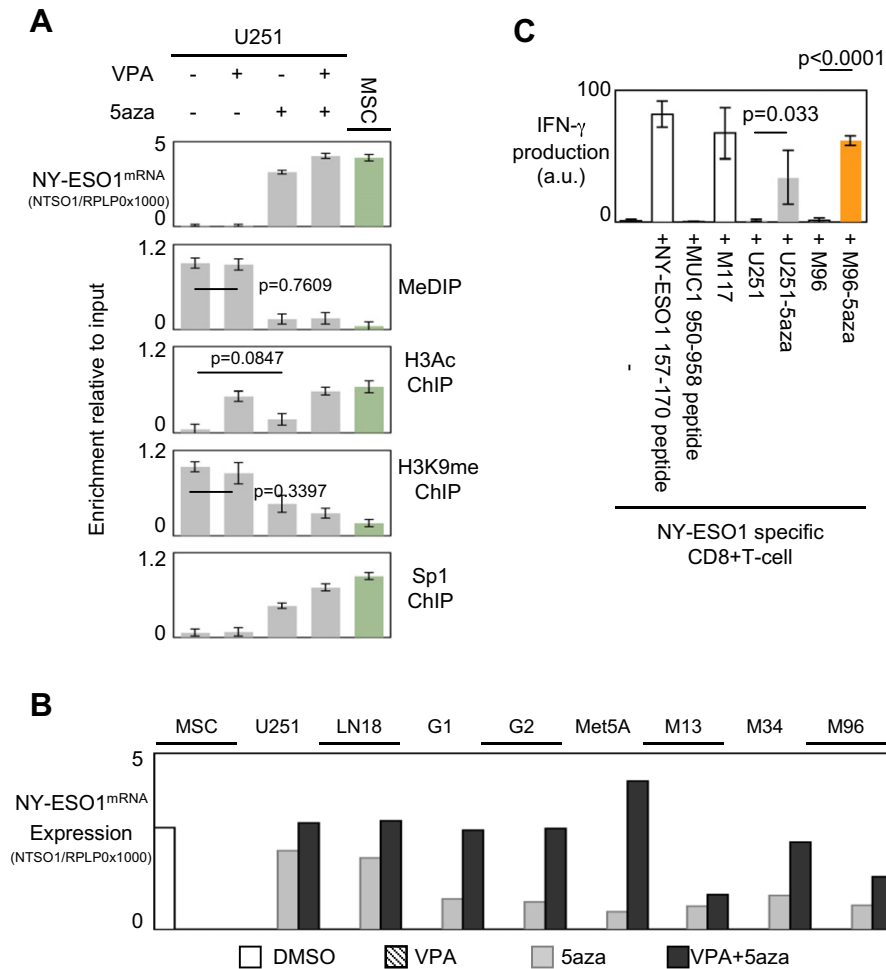 A
U251
VPA - + - +
5aza - - + +
MSC
NY-ESO1mRNA
(NTSO1/RPLP0x1000)
5
0
Enrichment relative to input
1.2
0
p=0.7609
MeDIP
1.2
0
p=0.0847
H3Ac
ChIP
1.2
0
p=0.3397
H3K9me
ChIP
1.2
0
Sp1
ChIP
C
p<0.0001
100
0
p=0.033
IFN-γ
production
(a.u.)
-
+NY-ESO1 157-170 peptide
+MUC1 950-958 peptide
+ M117
+ U251
+ U251-5aza
+ M96
+ M96-5aza
NY-ESO1 specific
CD8+T-cell
B
MSC U251 LN18 G1 G2 Met5A M13 M34 M96
5
0
NY-ESO1mRNA
Expression
(NTSO1/RPLP0x1000)
DMSO VPA 5aza VPA+5aza